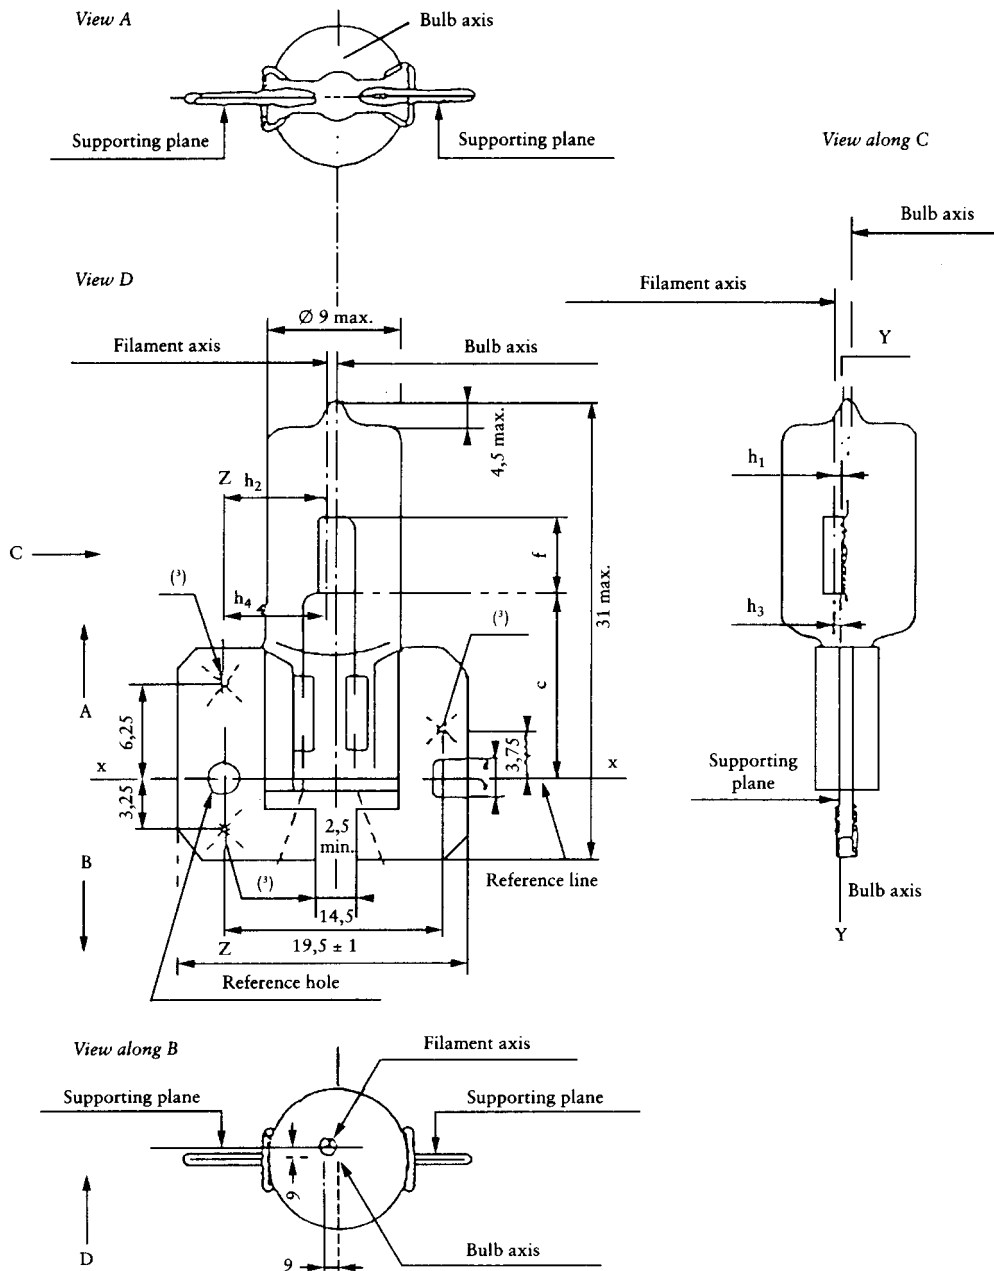 View A
Bulb axis
Supporting plane
Supporting plane
View along C
Bulb axis
View D
Filament axis
Ø 9 max.
Filament axis
Bulb axis
Y
4,5 max.
Z
h2
h1
C
f
(³)
h4
(³)
31 max.
h3
A
c
6,25
3,75
x
x
Supporting
plane
3,25
2,5
min.
B
(³)
Reference line
Bulb axis
14,5
Z
19,5 ± 1
Y
Reference hole
View along B
Filament axis
Supporting plane
Supporting plane
9
D
9
Bulb axis